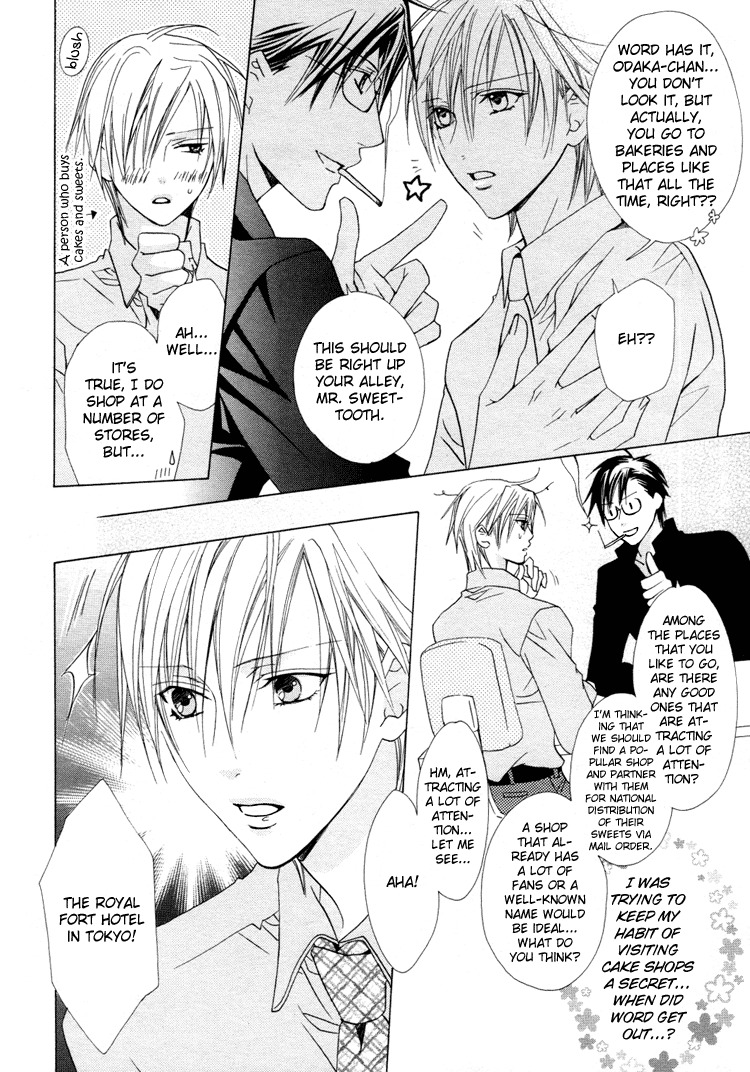 WORD HAS IT,
ODAKA-CHAN...
YOU DON'T
LOOK IT, BUT
ACTUALLY,
YOU GO TO
BAKERIES AND
PLACES LIKE
THAT ALL THE
TIME, RIGHT??
EH??
THIS SHOULD
BE RIGHT UP
YOUR ALLEY,
MR. SWEET-
TOOTH.
blush
A person who buys
cakes and sweets.
AH...
WELL...
IT'S
TRUE, I DO
SHOP AT A
NUMBER OF
STORES,
BUT...
AMONG
THE PLACES
THAT YOU
LIKE TO GO,
ARE THERE
ANY GOOD
ONES THAT
ARE AT-
TRACTING
A LOT OF
ATTEN-
TION?
I'M THINK-
ING THAT
WE SHOULD
FIND A PO-
PULAR SHOP
AND PARTNER
WITH THEM
FOR NATIONAL
DISTRIBUTION
OF THEIR
SWEETS VIA
MAIL ORDER.
A SHOP
THAT AL-
READY HAS
A LOT OF
FANS OR A
WELL-KNOWN
NAME WOULD
BE IDEAL...
WHAT DO
YOU THINK?
I WAS
TRYING TO
KEEP MY
HABIT OF
VISITING
CAKE SHOPS
A SECRET...
WHEN DID
WORD GET
OUT...?
HM, AT-
TRACTING
A LOT OF
ATTEN-
TION...
LET ME
SEE...
AHA!
THE ROYAL
FORT HOTEL
IN TOKYO!